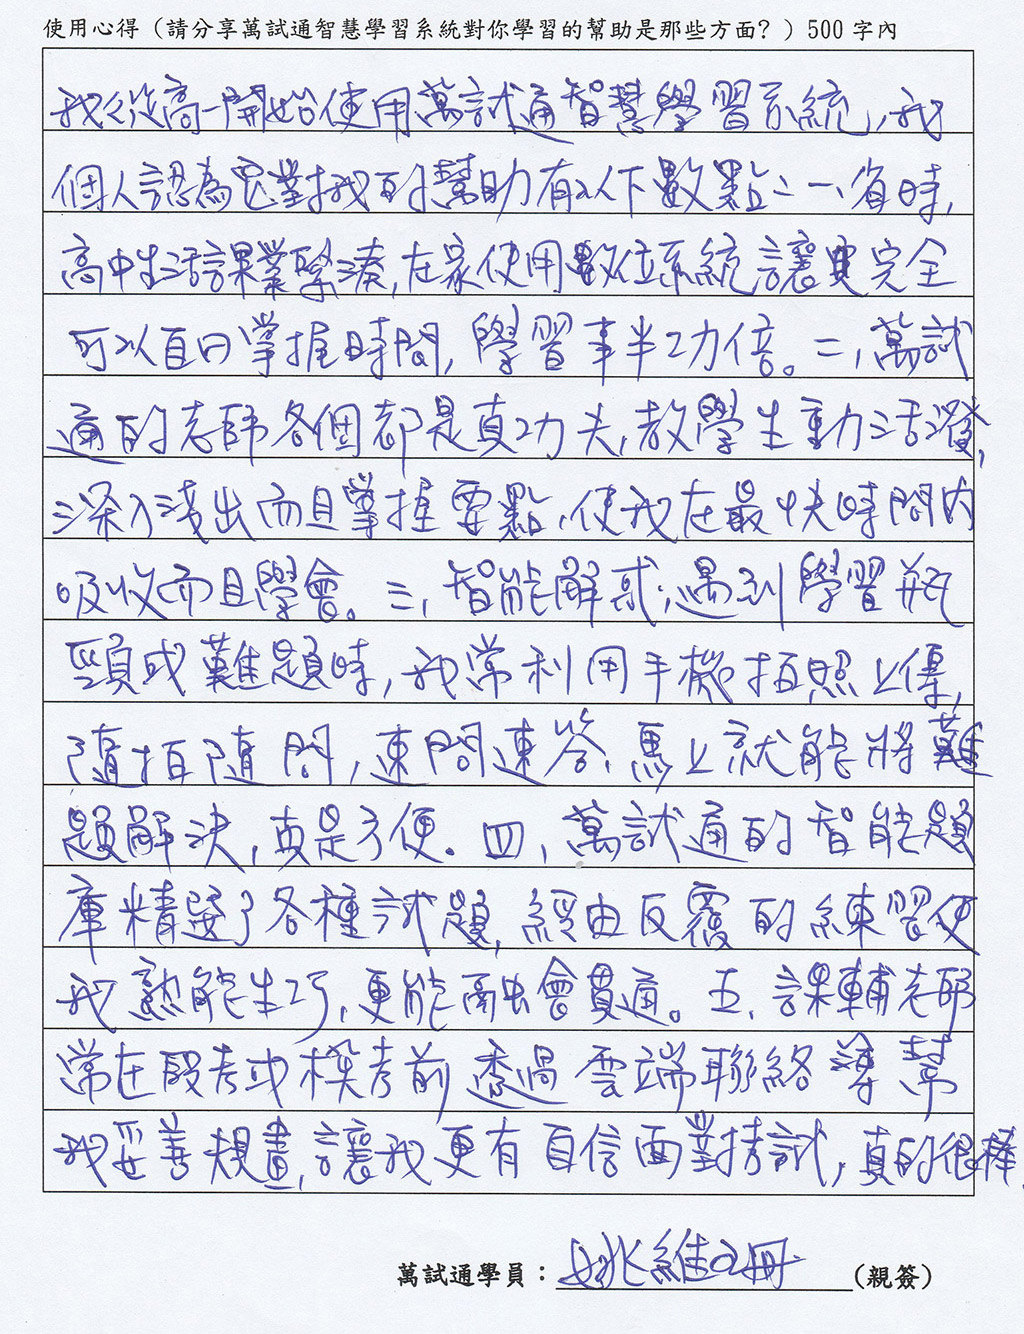 使用心得（請分享萬試通智慧學習系統對你學習的幫助是那些方面？）500字內
我從高一開始使用萬試通智慧學習系統,我
個人認為它對我的幫助有以下數點:一、省時,
高中生活課業緊湊,在家使用數位系統讓我完全
可以自由掌握時間,學習事半功倍。二、萬試
通的老師各個都是真功夫,教學生動活潑,
深入淺出而且掌握要點,使我在最快時間內
吸收而且學會。三、智能解惑:遇到學習瓶
頸或難題時,我常利用手機拍照上傳,
隨拍隨問,速問速答,馬上就能將難
題解決,真是方便。四、萬試通的智能題
庫精選了各種試題,經由反覆的練習使
我熟能生巧,更能融會貫通。五、課輔老師
常在段考或模考前透過雲端聯絡簿幫
我妥善規畫,讓我更有自信面對考試,真的很棒.
萬試通學員：姚維(親簽)